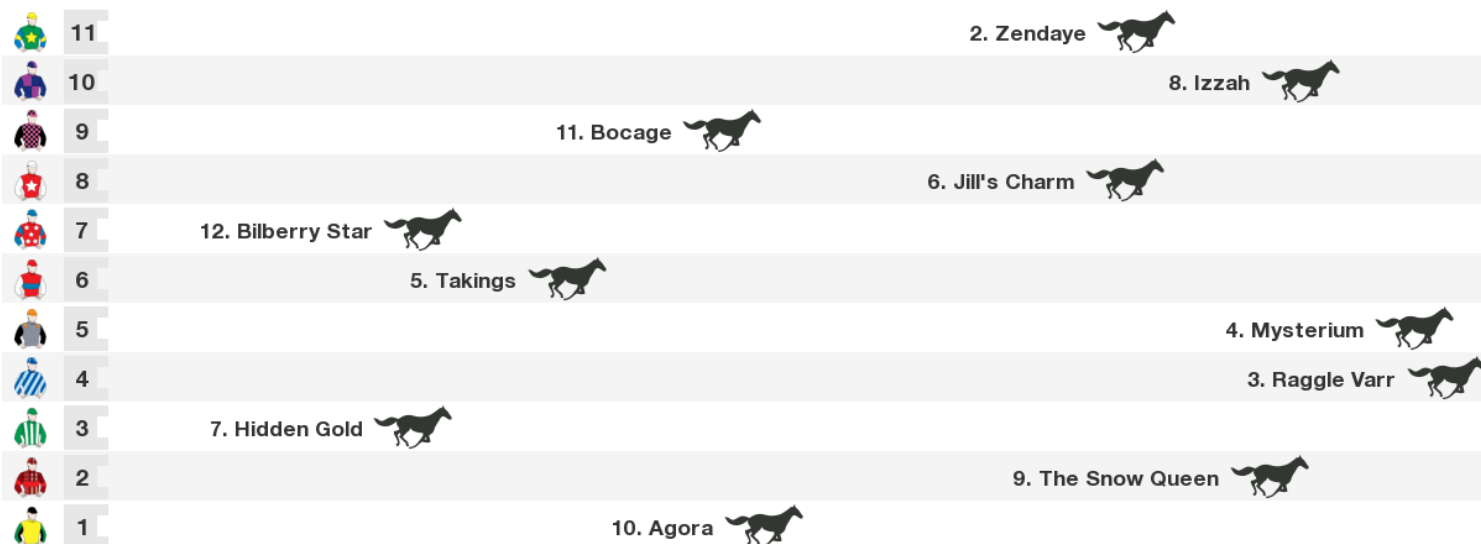 11 2. Zendaye
10 8. Izzah
9 11. Bocage
8 6. Jill's Charm
7 12. Bilberry Star
6 5. Takings
5 4. Mysterium
4 3. Raggle Varr
3 7. Hidden Gold
2 9. The Snow Queen
1 10. Agora